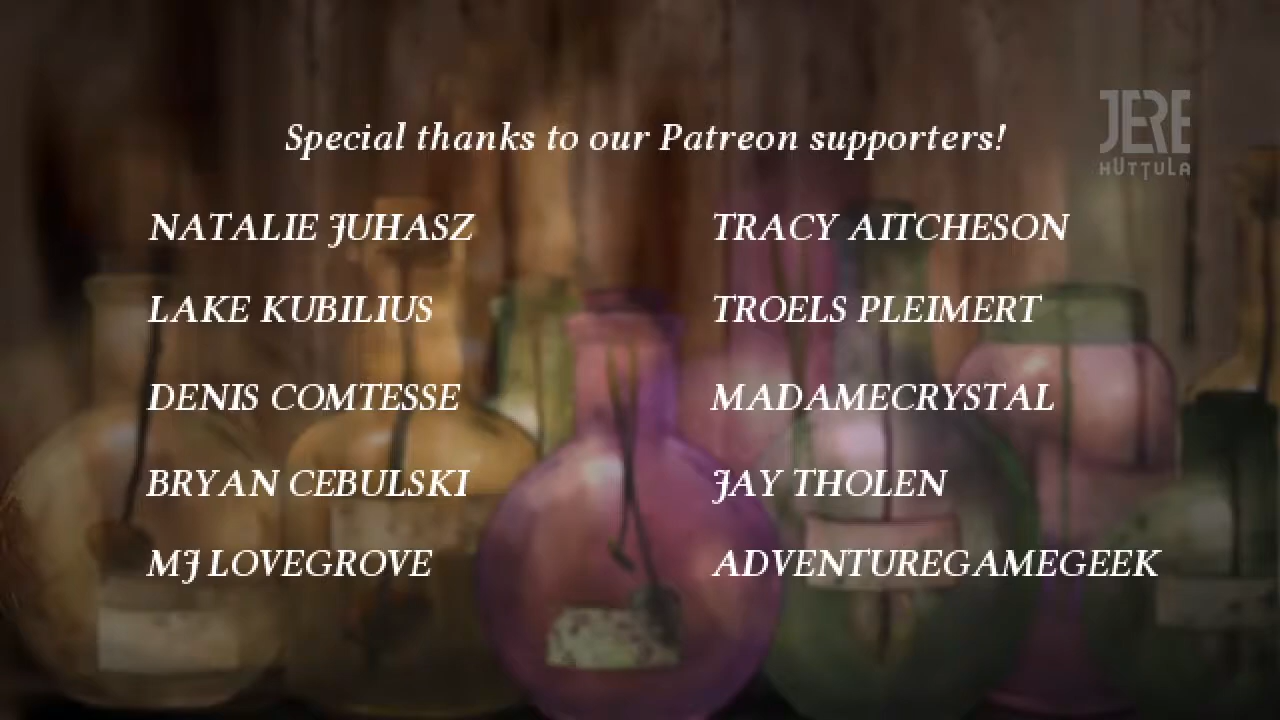 Special thanks to our Patreon supporters!
JERE
HUTTULA
NATALIE JUHASZ
TRACY AITCHESON
LAKE KUBILIUS
TROELS PLEIMERT
DENIS COMTESSE
MADAMECRYSTAL
BRYAN CEBULSKI
JAY THOLEN
MJ LOVEGROVE
ADVENTUREGAMEGEEK